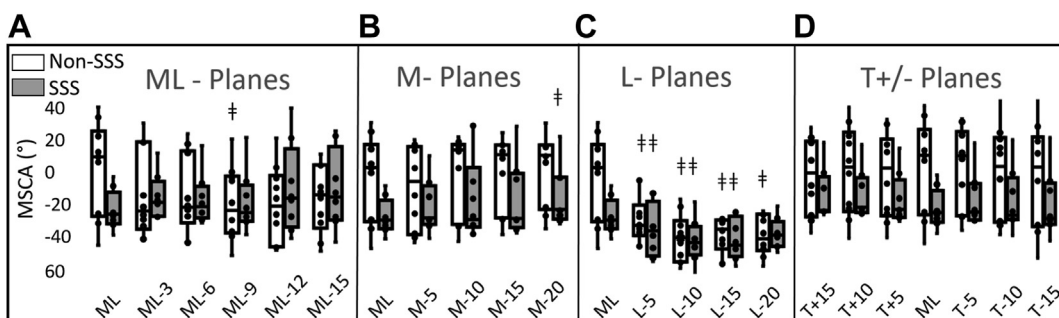 A B C D
Non-SSS
SSS
ML - Planes
M- Planes
L- Planes
T+/- Planes
ǂ
ǂ
ǂǂ
ǂǂ
ǂǂ
ǂ
MSCA (°)
40
20
0
-20
-40
60
ML ML-3 ML-6 ML-9 ML-12 ML-15
ML M-5 M-10 M-15 M-20
ML L-5 L-10 L-15 L-20
T+15 T+10 T+5 ML T-5 T-10 T-15